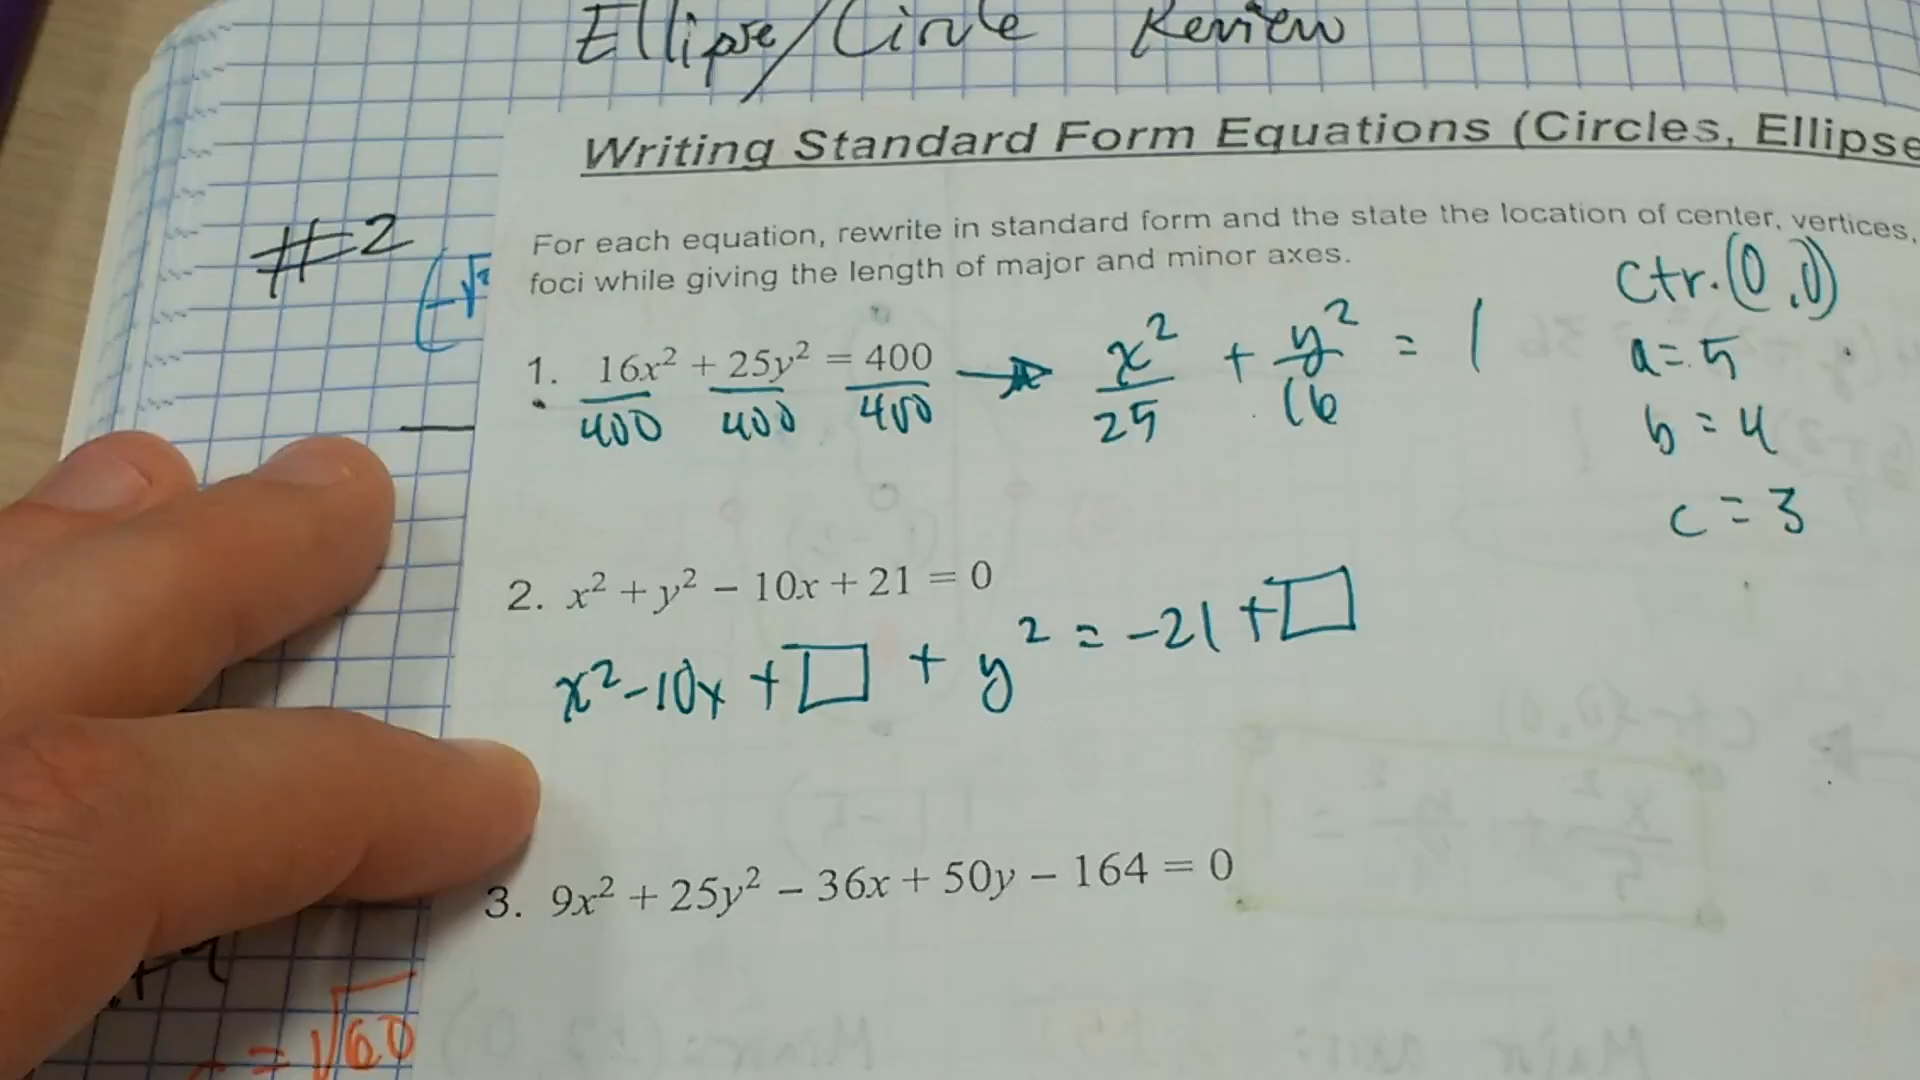 Ellipse/Circle Review
Writing Standard Form Equations (Circles, Ellipse
#2
For each equation, rewrite in standard form and the state the location of center, vertices,
foci while giving the length of major and minor axes.
Ctr. (0,0)
1. 16x² + 25y² = 400 → x²/25 + y²/16 = 1
400 400 400
a = 5
b = 4
c = 3
2. x² + y² − 10x + 21 = 0
x² - 10x + □ + y² = -21 + □
3. 9x² + 25y² − 36x + 50y − 164 = 0
= √60